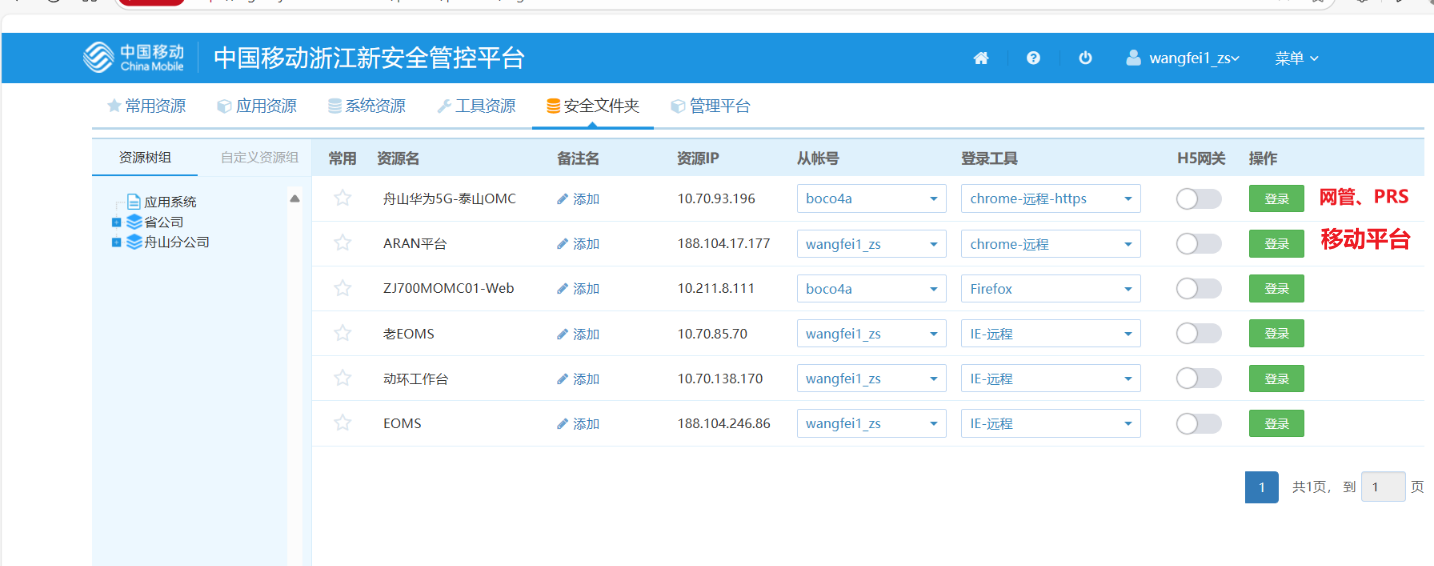 中国移动
China Mobile
中国移动浙江新安全管控平台
wangfei1_zs
菜单
常用资源 应用资源 系统资源 工具资源 安全文件夹 管理平台
资源树组 自定义资源组
应用系统
省公司
舟山分公司
常用 资源名 备注名 资源IP 从帐号 登录工具 H5网关 操作
舟山华为5G-泰山OMC 添加 10.70.93.196 boco4a chrome-远程-https 登录 网管、PRS
ARAN平台 添加 188.104.17.177 wangfei1_zs chrome-远程 登录 移动平台
ZJ700MOMC01-Web 添加 10.211.8.111 boco4a Firefox 登录
老EOMS 添加 10.70.85.70 wangfei1_zs IE-远程 登录
动环工作台 添加 10.70.138.170 wangfei1_zs IE-远程 登录
EOMS 添加 188.104.246.86 wangfei1_zs IE-远程 登录
1 共1页, 到 1 页